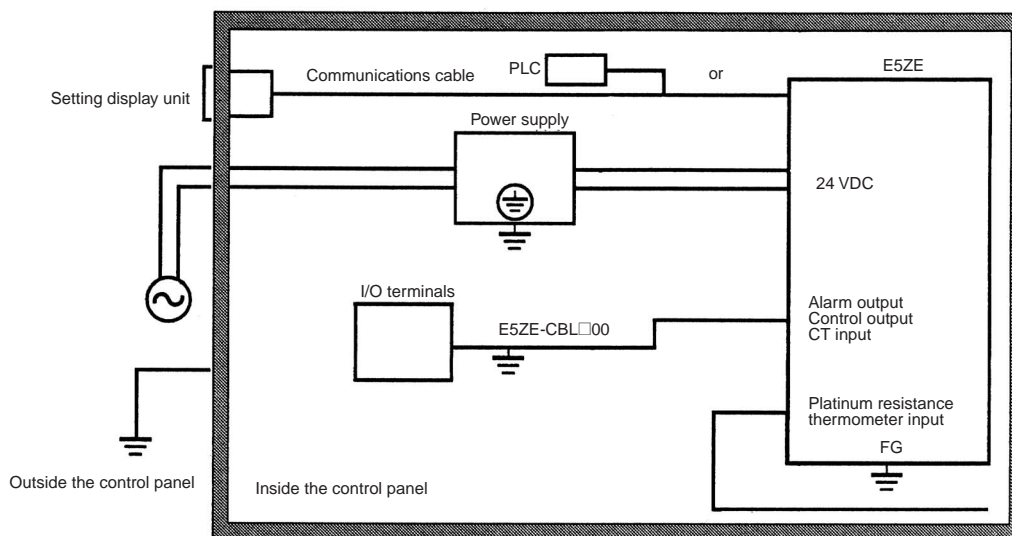 E5ZE
PLC
or
Communications cable
Setting display unit
Power supply
24 VDC
I/O terminals
Alarm output
Control output
CT input
E5ZE-CBL□00
Platinum resistance
thermometer input
FG
Outside the control panel
Inside the control panel